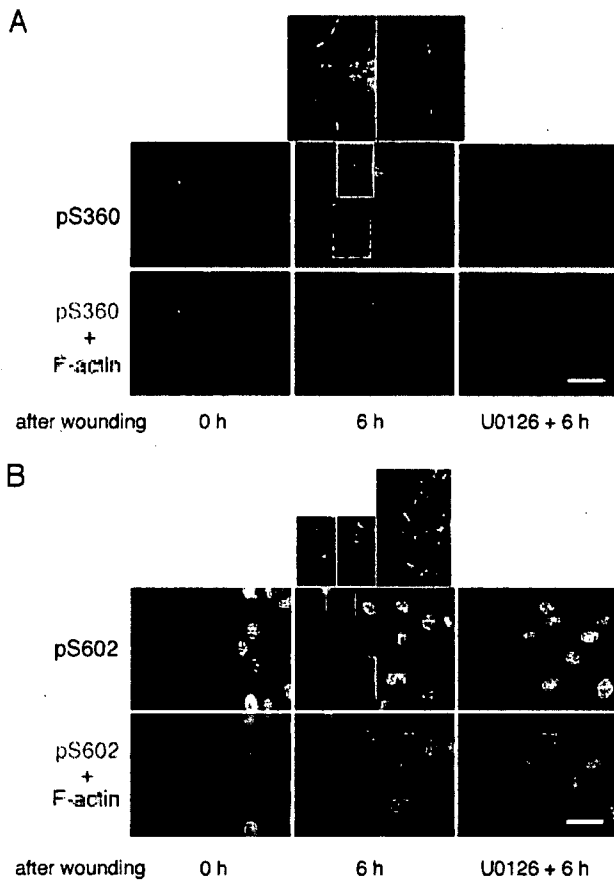 A
pS360
pS360
+
F-actin
after wounding 0 h 6 h U0126 + 6 h
B
pS602
pS602
+
F-actin
after wounding 0 h 6 h U0126 + 6 h